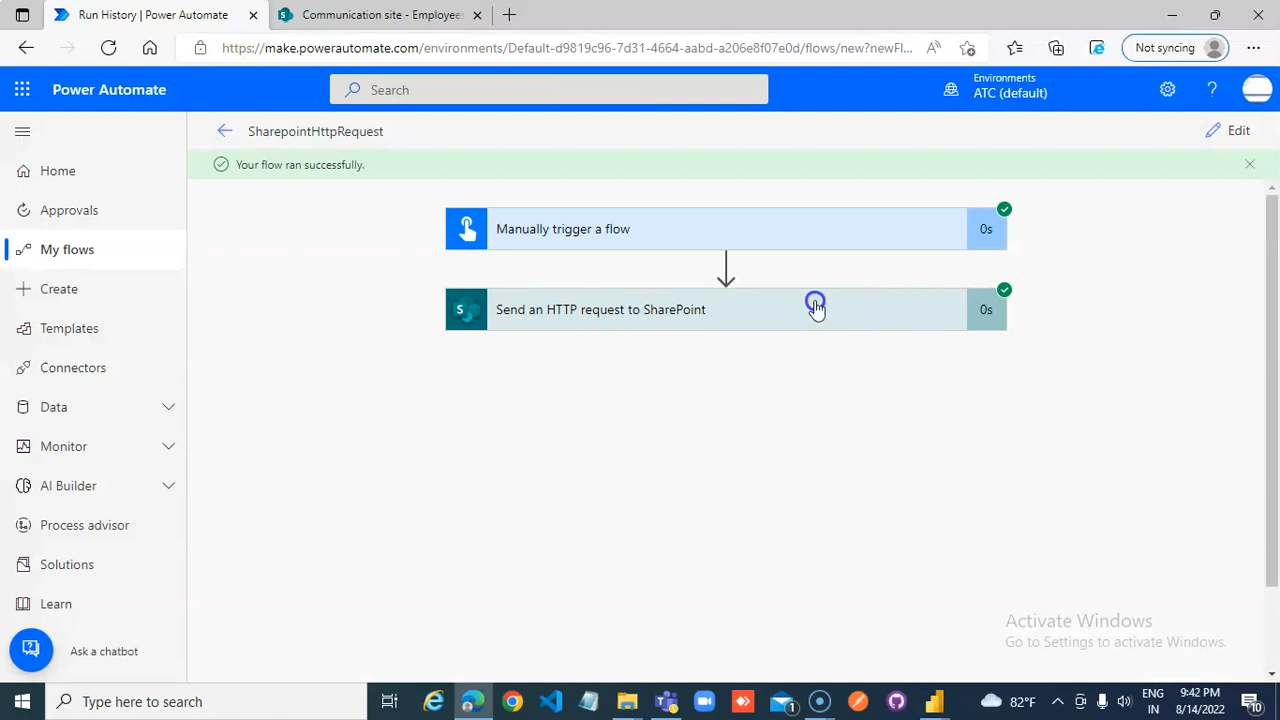 Run History | Power Automate
Communication site - Employees
https://make.powerautomate.com/environments/Default-d9819c96-7d31-4664-aabd-a206e8f07e0d/flows/new?newFl...
Not syncing
Power Automate
Search
Environments
ATC (default)
SharepointHttpRequest
Edit
Your flow ran successfully.
Home
Approvals
My flows
Create
Templates
Connectors
Data
Monitor
AI Builder
Process advisor
Solutions
Learn
Ask a chatbot
Manually trigger a flow
0s
Send an HTTP request to SharePoint
0s
Activate Windows
Go to Settings to activate Windows.
Type here to search
1
82°F
ENG
IN
9:42 PM
8/14/2022
10